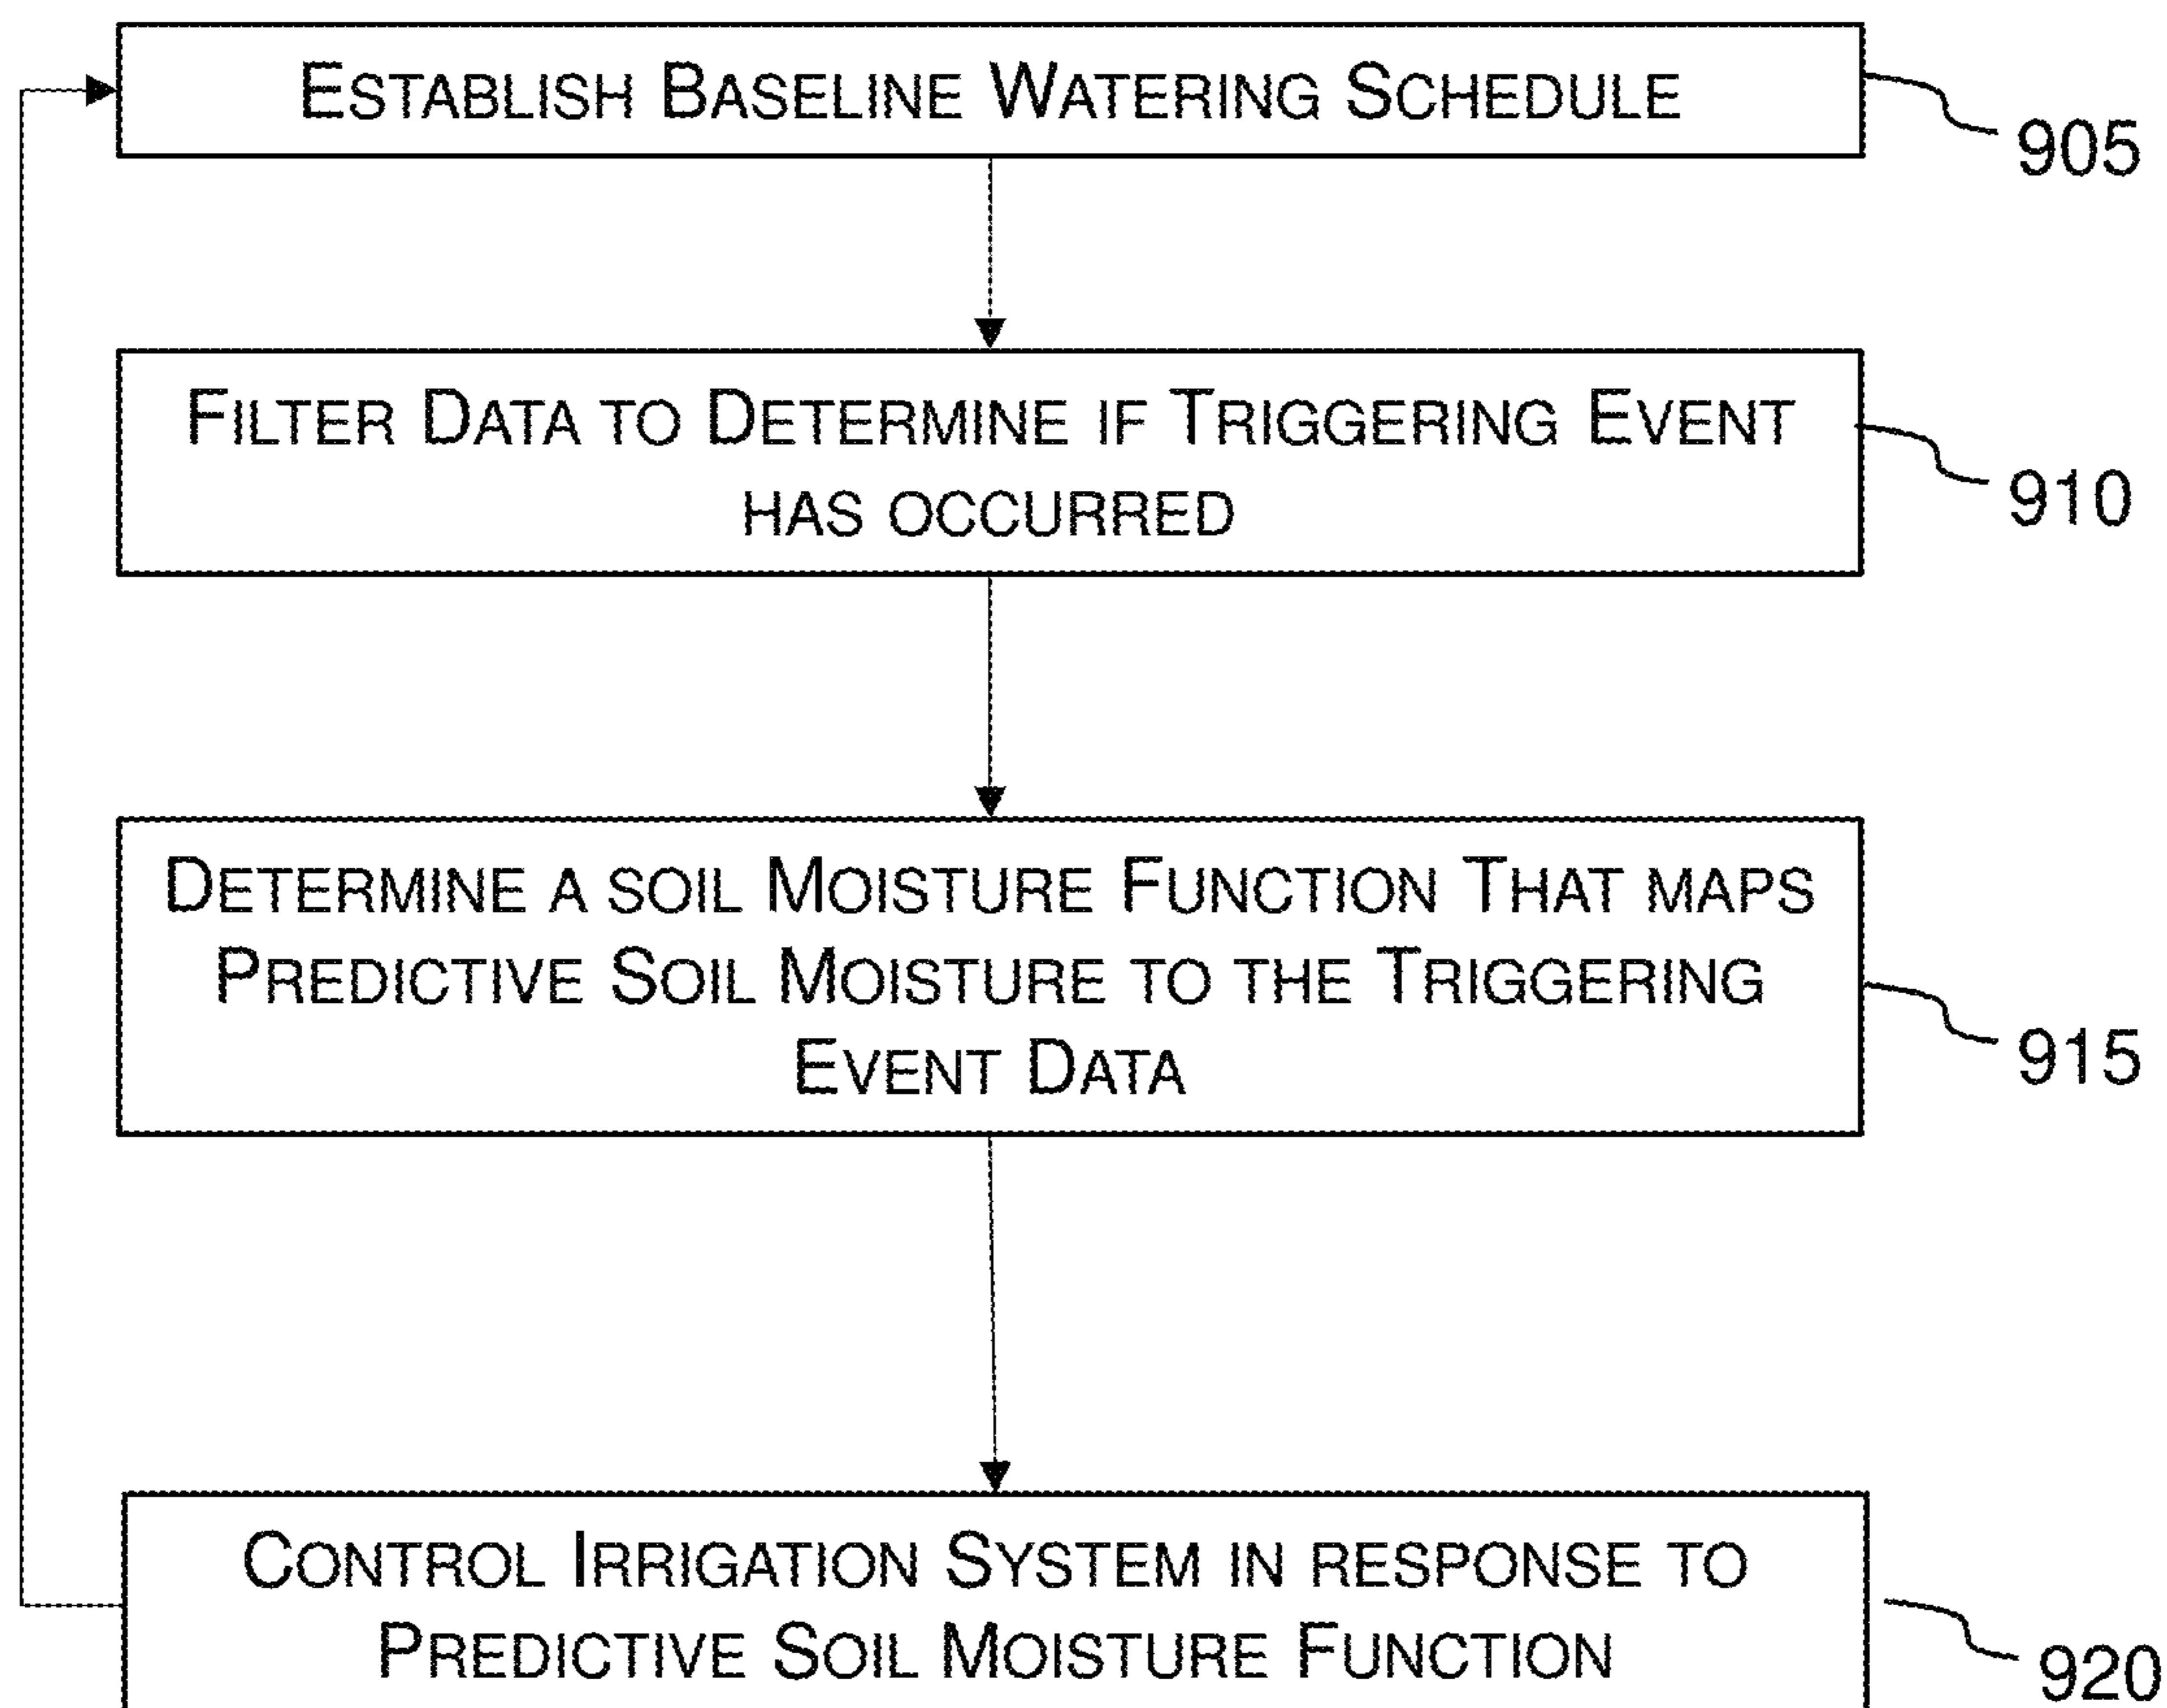 ESTABLISH BASELINE WATERING SCHEDULE
905
FILTER DATA TO DETERMINE IF TRIGGERING EVENT
HAS OCCURRED
910
DETERMINE A SOIL MOISTURE FUNCTION THAT MAPS
PREDICTIVE SOIL MOISTURE TO THE TRIGGERING
EVENT DATA
915
CONTROL IRRIGATION SYSTEM IN RESPONSE TO
PREDICTIVE SOIL MOISTURE FUNCTION
920